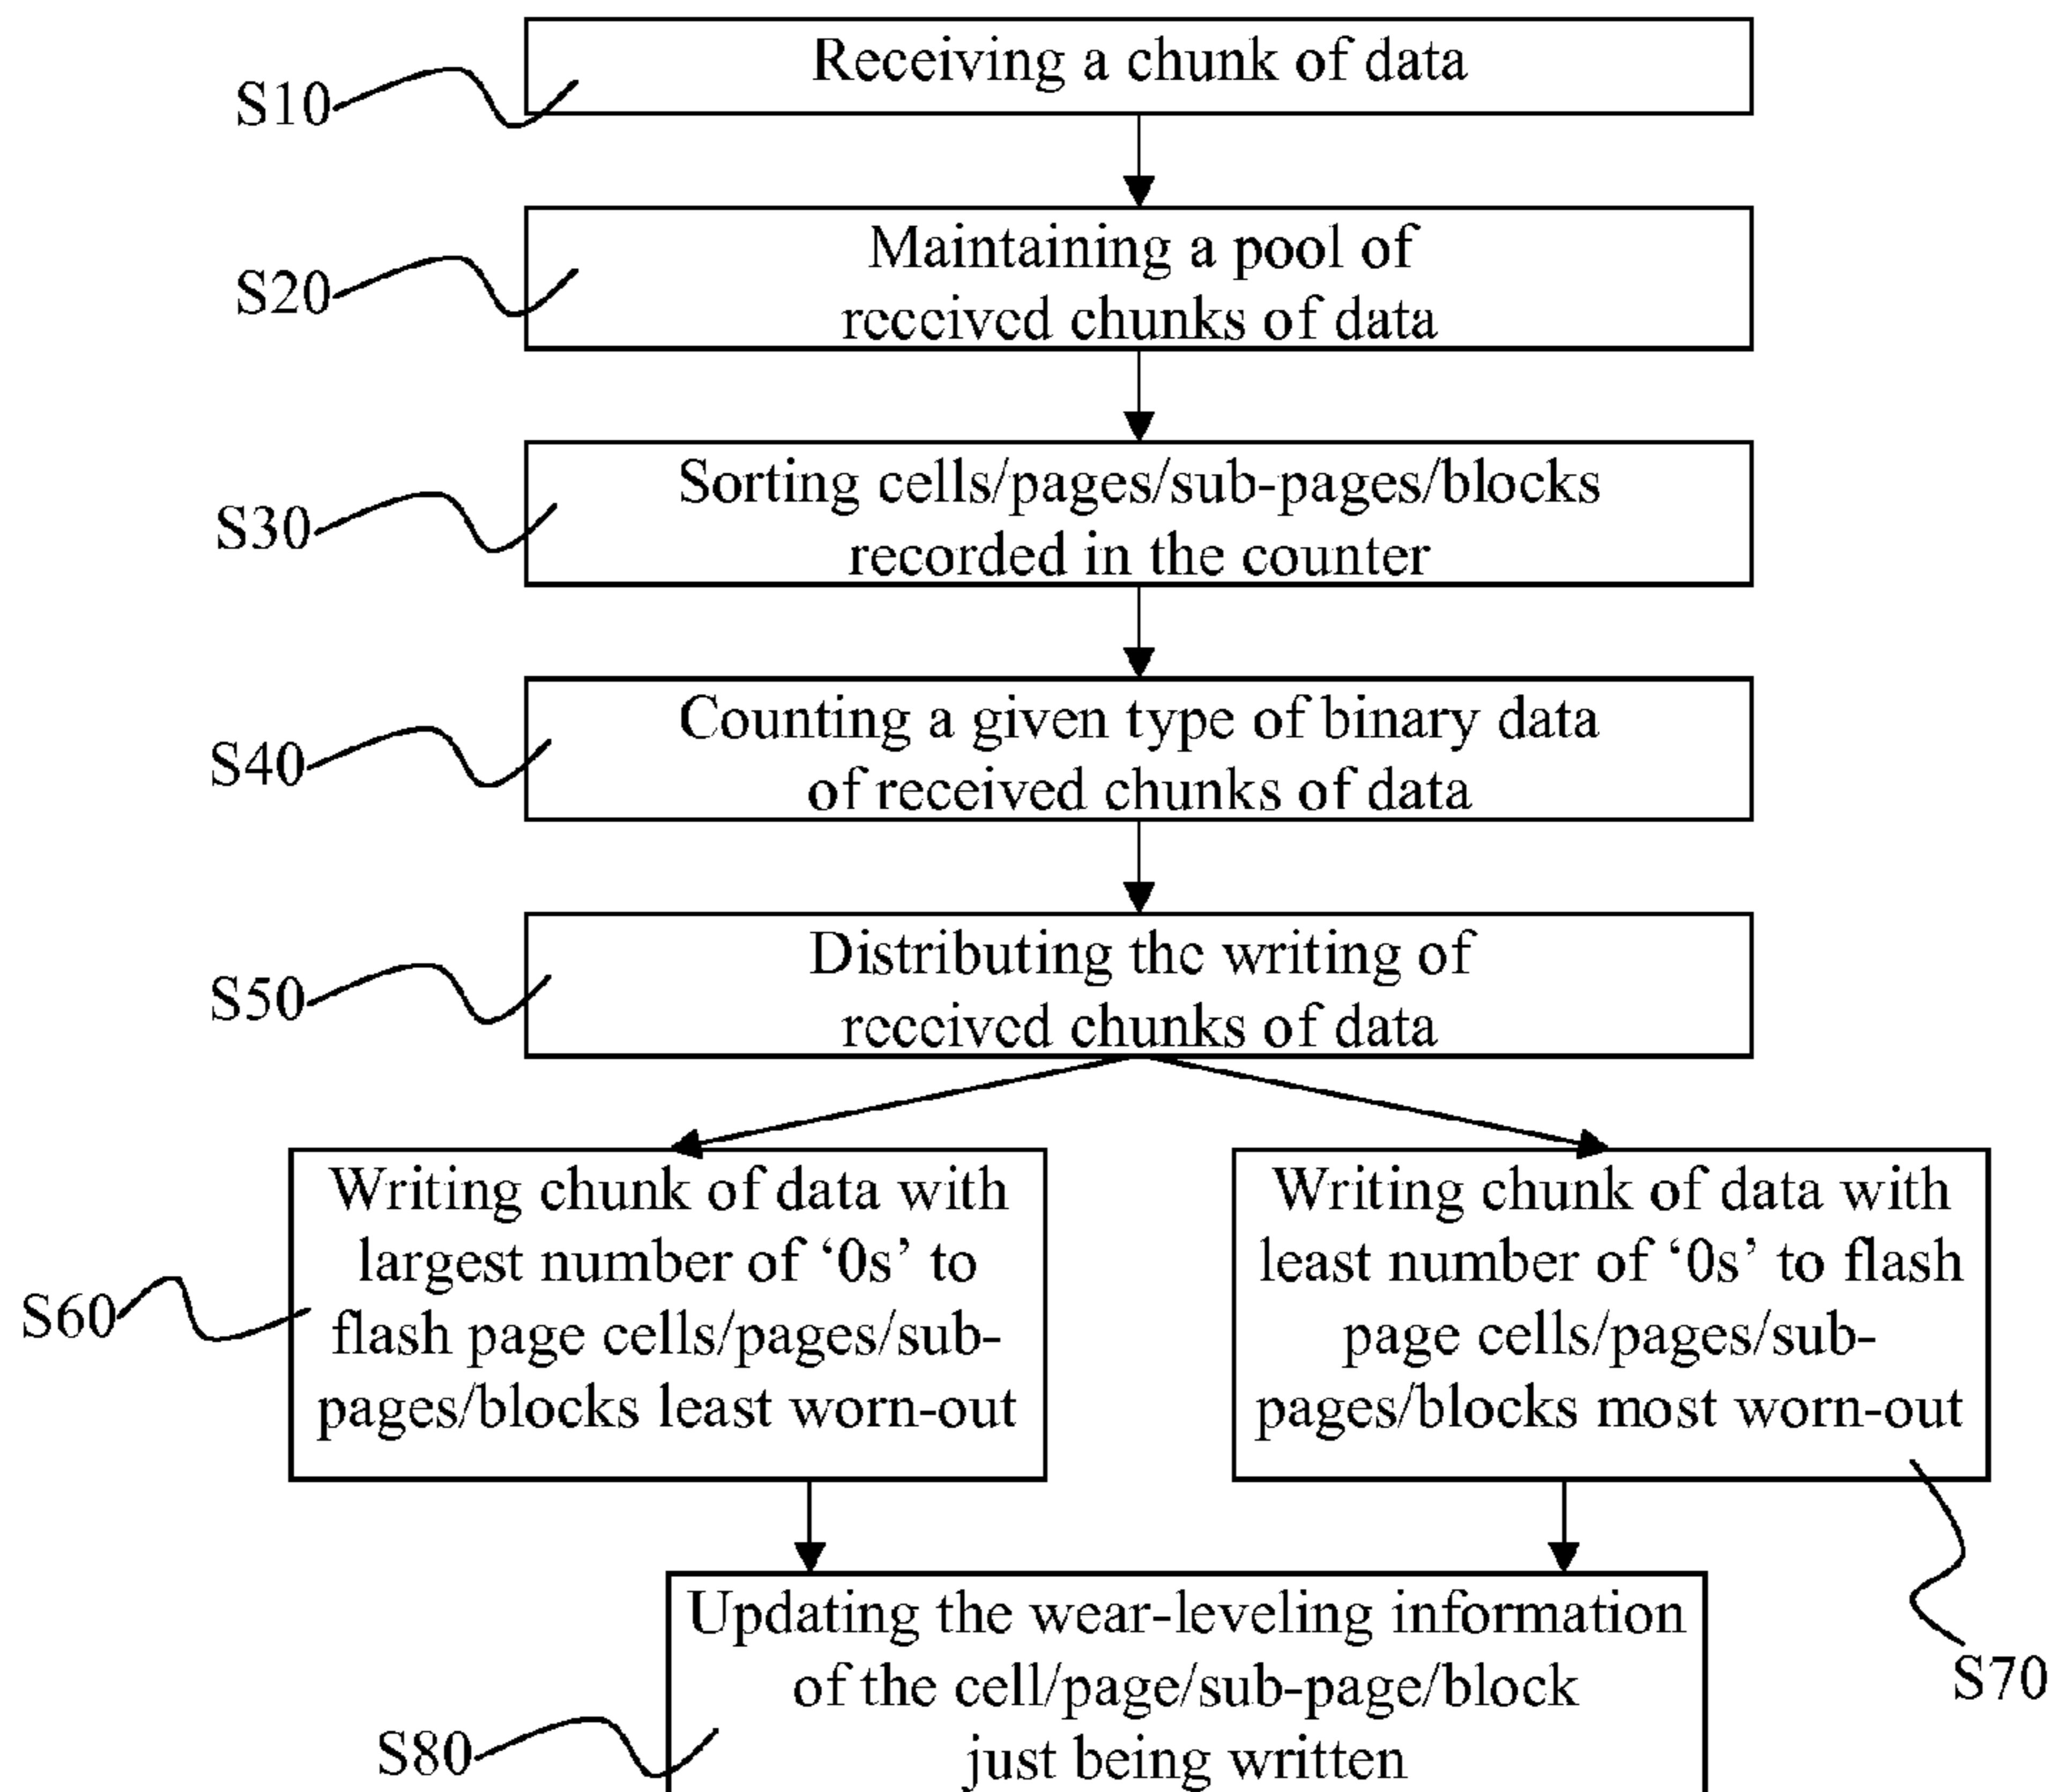 Receiving a chunk of data
S10
Maintaining a pool of
received chunks of data
S20
Sorting cells/pages/sub-pages/blocks
recorded in the counter
S30
Counting a given type of binary data
of received chunks of data
S40
Distributing the writing of
received chunks of data
S50
Writing chunk of data with
largest number of ‘0s’ to
flash page cells/pages/sub-
pages/blocks least worn-out
S60
Writing chunk of data with
least number of ‘0s’ to flash
page cells/pages/sub-
pages/blocks most worn-out
S70
Updating the wear-leveling information
of the cell/page/sub-page/block
just being written
S80